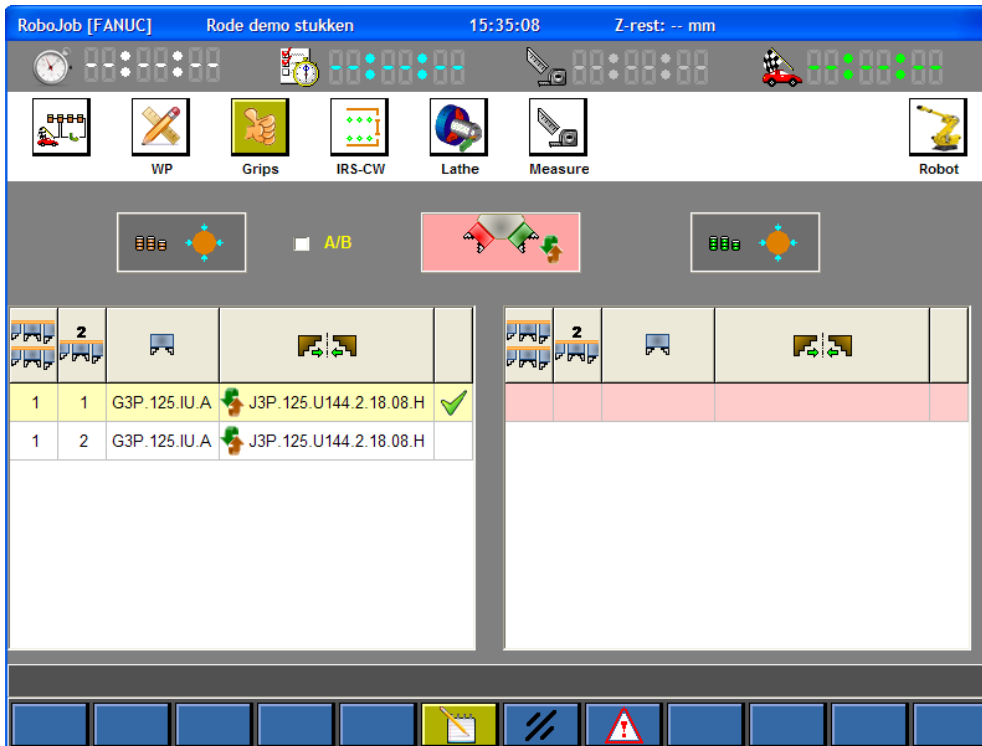 RoboJob [FANUC] Rode demo stukken 15:35:08 Z-rest: -- mm
--:--:-- --:--:-- --:--:-- --:--:--
WP Grips IRS-CW Lathe Measure Robot
A/B
2 2
1 1 G3P.125.IU.A J3P.125.U144.2.18.08.H
1 2 G3P.125.IU.A J3P.125.U144.2.18.08.H